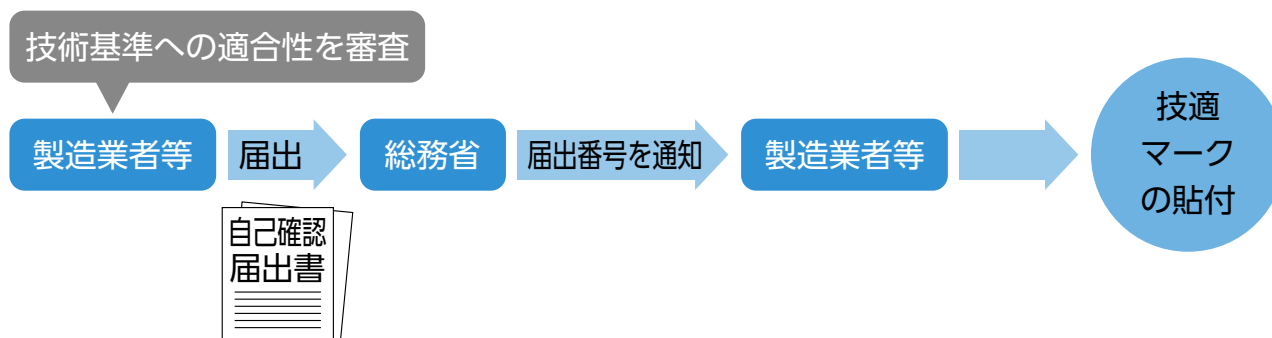 技術基準への適合性を審査
製造業者等
届出
総務省
届出番号を通知
製造業者等
技適
マーク
の貼付
自己確認
届出書